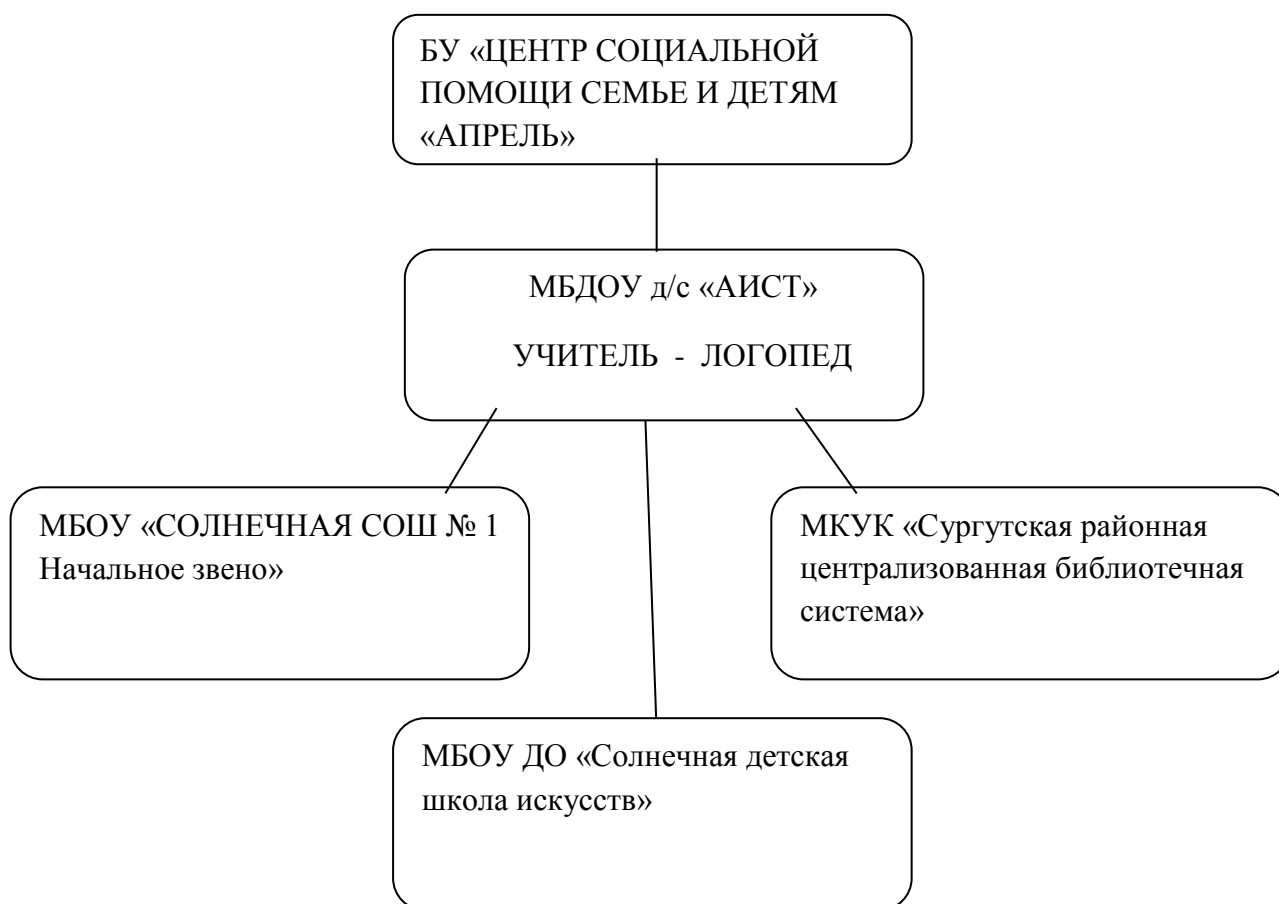 БУ «ЦЕНТР СОЦИАЛЬНОЙ
ПОМОЩИ СЕМЬЕ И ДЕТЯМ
«АПРЕЛЬ»
МБДОУ д/с «АИСТ»
УЧИТЕЛЬ - ЛОГОПЕД
МБОУ «СОЛНЕЧНАЯ СОШ № 1
Начальное звено»
МКУК «Сургутская районная
централизованная библиотечная
система»
МБОУ ДО «Солнечная детская
школа искусств»